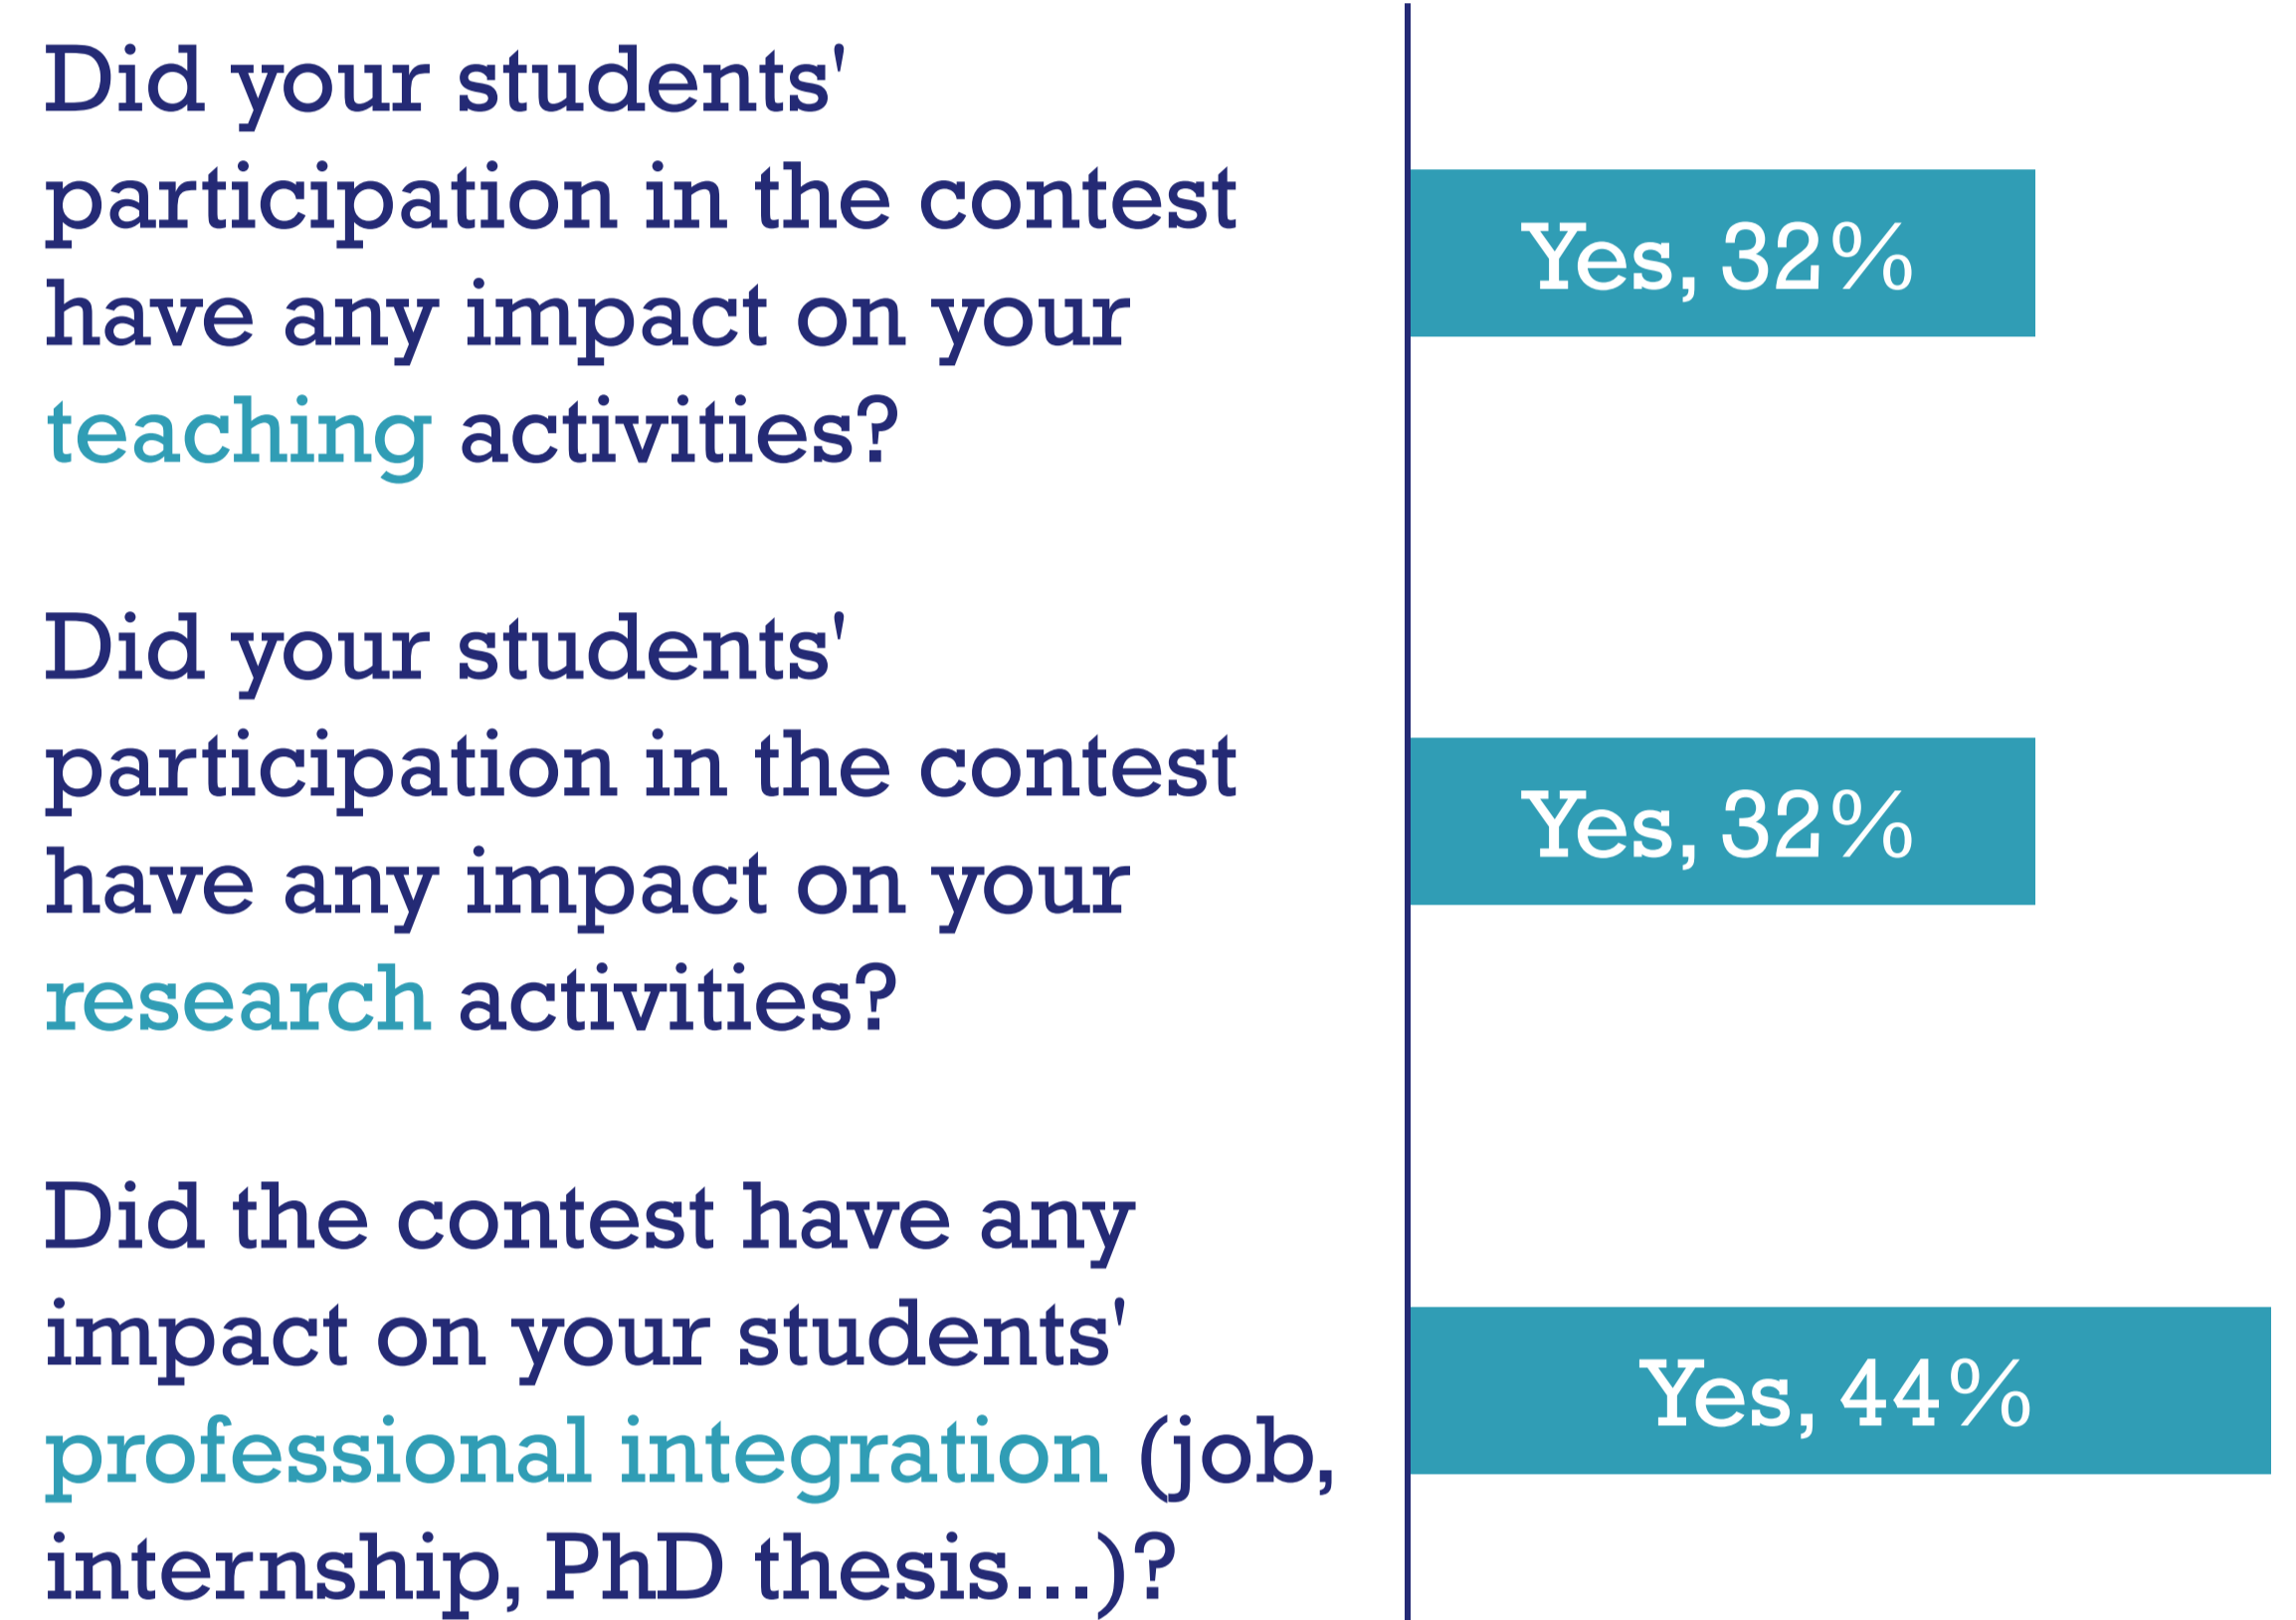 Did your students'
participation in the contest
have any impact on your
teaching activities?
Yes, 32%
Did your students'
participation in the contest
have any impact on your
research activities?
Yes, 32%
Did the contest have any
impact on your students'
professional integration (job,
internship, PhD thesis...)?
Yes, 44%